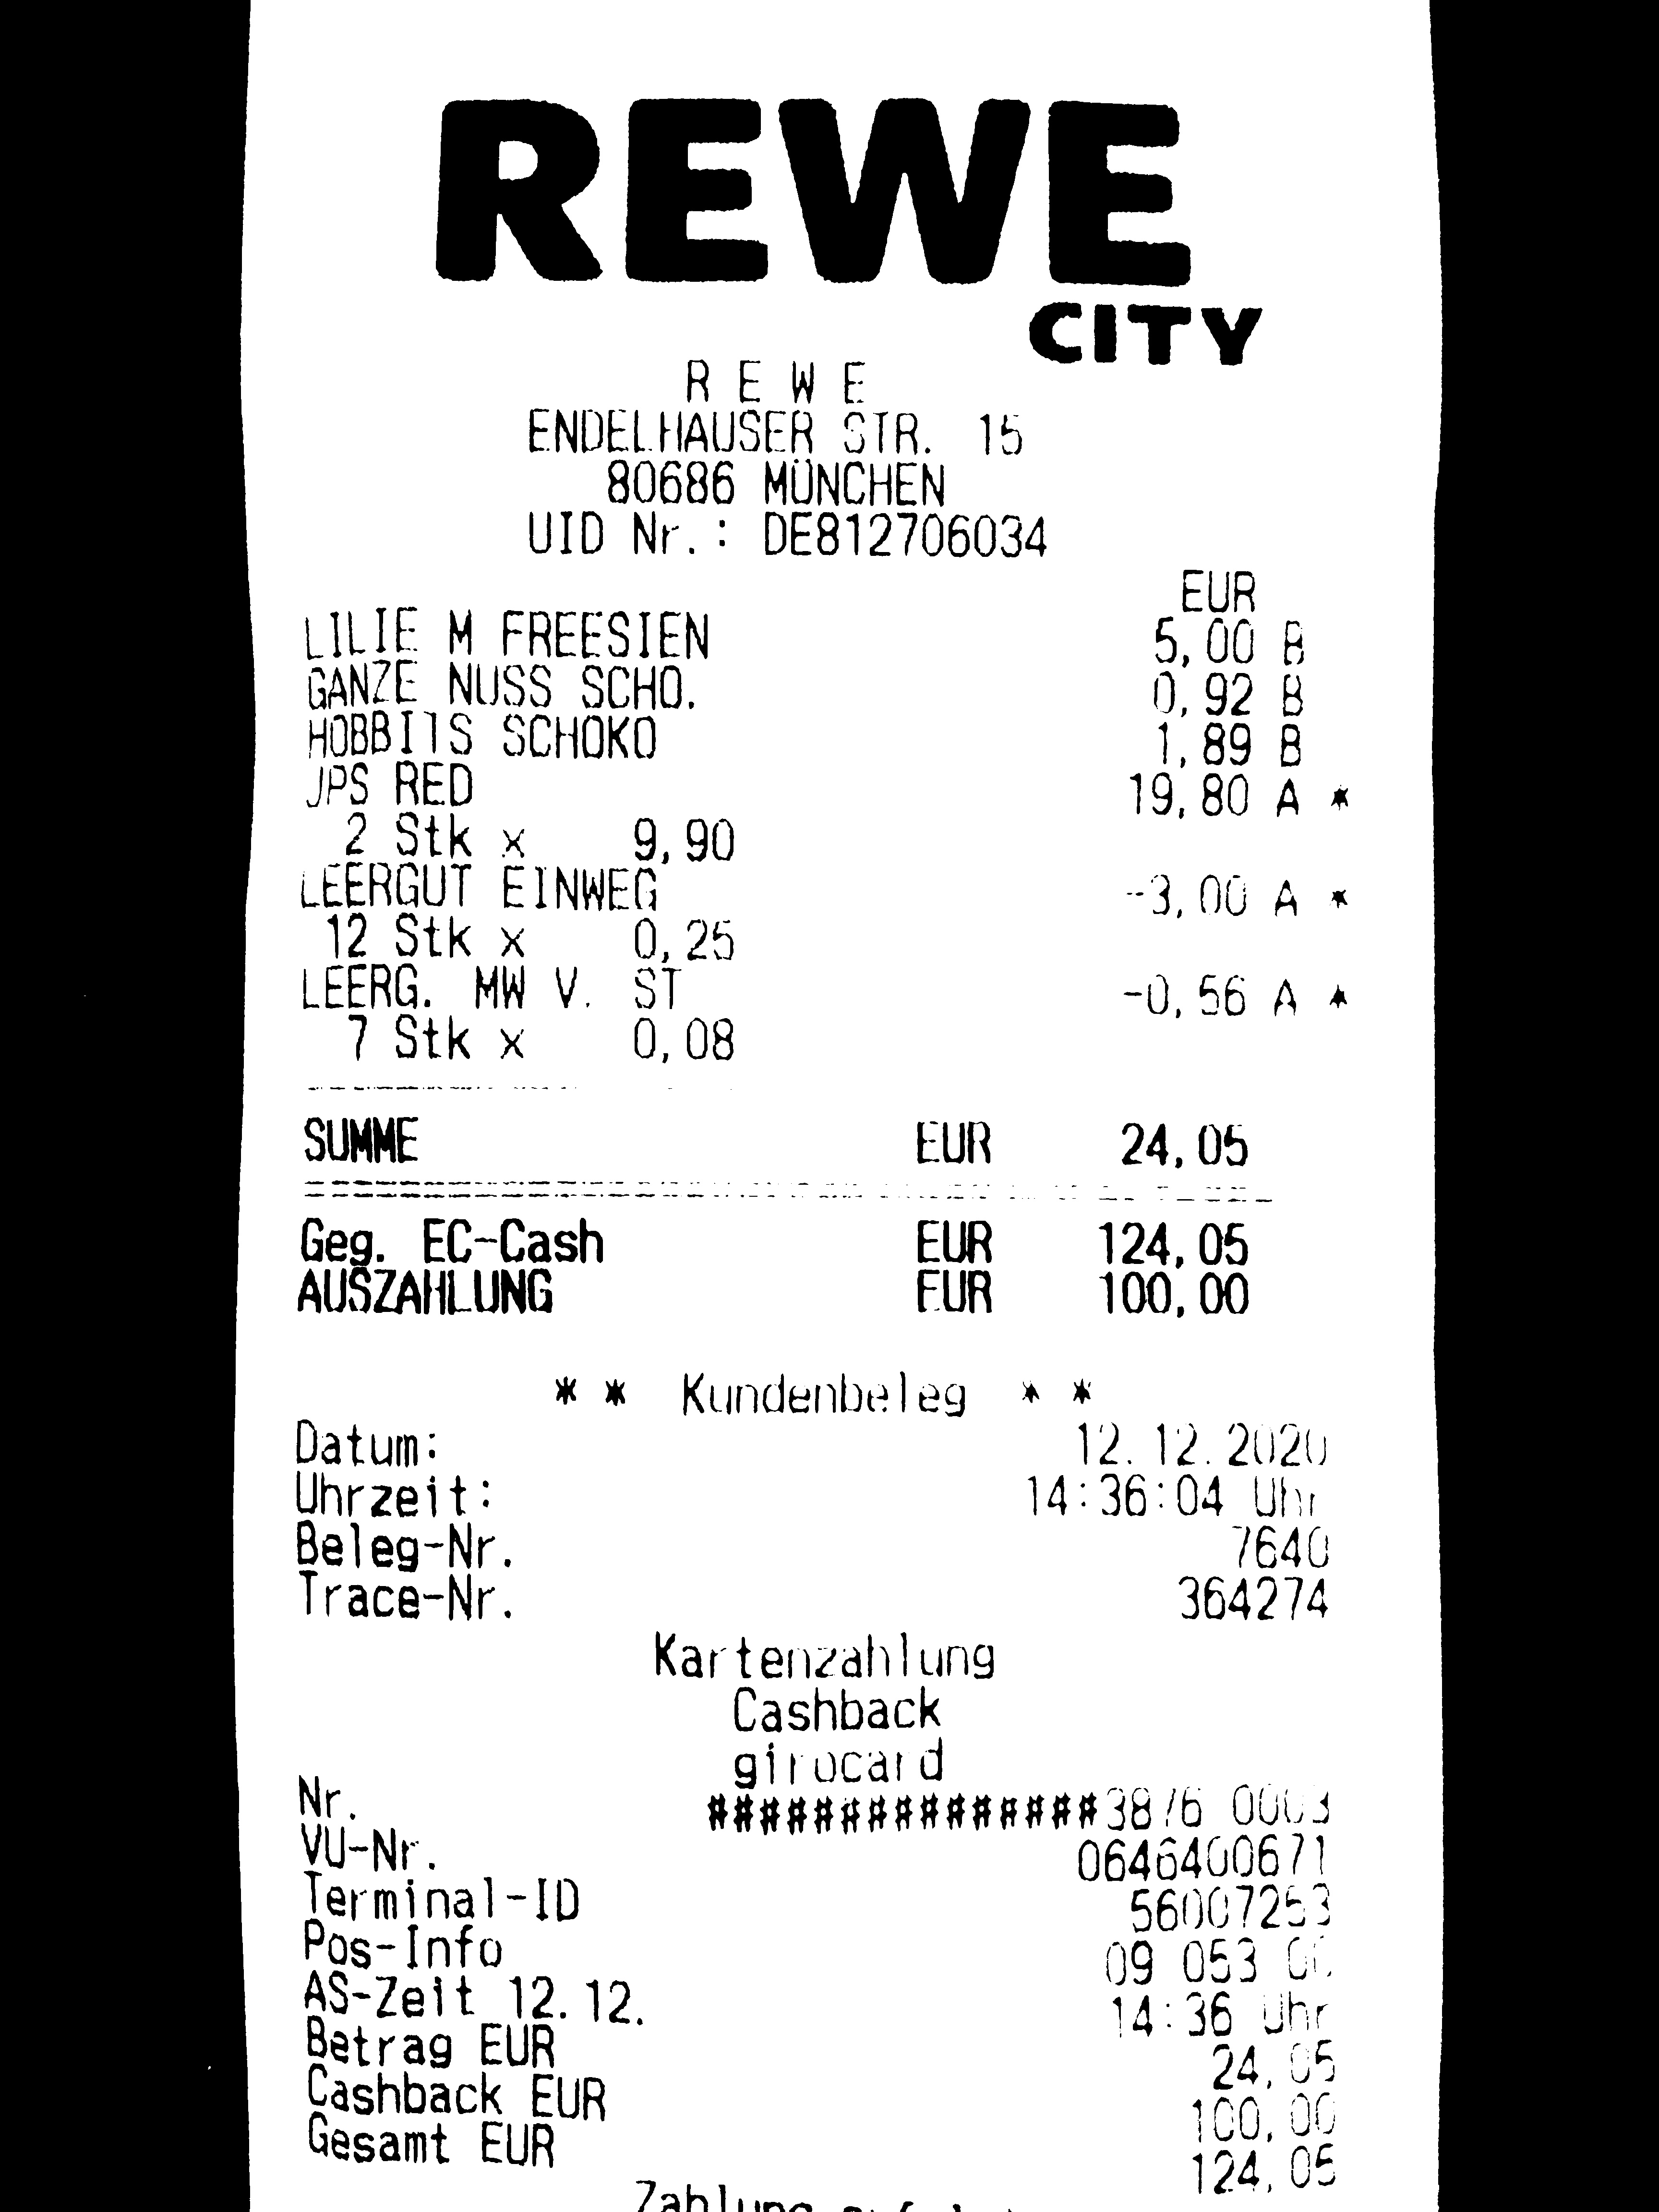 REWE
CITY
R E W E
ENDELHAUSER STR. 15
80686 MÜNCHEN
UID Nr.: DE812706034
EUR
LILIE M FREESIEN 5,00 B
GANZE NUSS SCHO. 0,92 B
HOBBITS SCHOKO 1,89 B
JPS RED 19,80 A *
2 Stk x 9,90
LEERGUT EINWEG -3,00 A *
12 Stk x 0,25
LEERG. MW V. ST -0,56 A *
7 Stk x 0,08
SUMME EUR 24,05
Geg. EC-Cash EUR 124,05
AUSZAHLUNG EUR 100,00
* * Kundenbeleg * *
Datum: 12.12.2020
Uhrzeit: 14:36:04 Uhr
Beleg-Nr. 7640
Trace-Nr. 364274
Kartenzahlung
Cashback
girocard
Nr. ###############3876 0003
VU-Nr. 0646400671
Terminal-ID 56007253
Pos-Info 09 053
AS-Zeit 12.12. 14:36 Uhr
Betrag EUR 24,05
Cashback EUR 100,00
Gesamt EUR 124,05
Zahlung